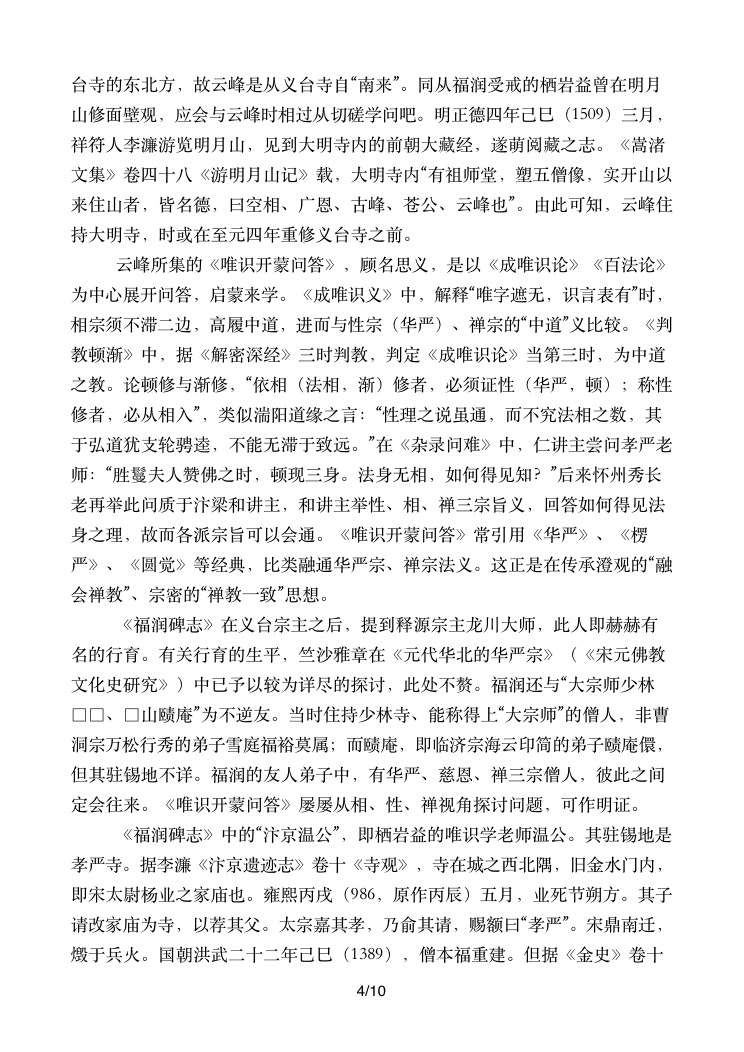 台寺的东北方，故云峰是从义台寺自“南来”。同从福润受戒的栖岩益曾在明月
山修面壁观，应会与云峰时相过从切磋学问吧。明正德四年己巳（1509）三月，
祥符人李濂游览明月山，见到大明寺内的前朝大藏经，遂萌阅藏之志。《嵩渚
文集》卷四十八《游明月山记》载，大明寺内“有祖师堂，塑五僧像，实开山以
来住山者，皆名德，曰空相、广恩、古峰、苍公、云峰也”。由此可知，云峰住
持大明寺，时或在至元四年重修义台寺之前。
云峰所集的《唯识开蒙问答》，顾名思义，是以《成唯识论》《百法论》
为中心展开问答，启蒙来学。《成唯识义》中，解释“唯字遮无，识言表有”时，
相宗须不滞二边，高履中道，进而与性宗（华严）、禅宗的“中道”义比较。《判
教顿渐》中，据《解密深经》三时判教，判定《成唯识论》当第三时，为中道
之教。论顿修与渐修，“依相（法相，渐）修者，必须证性（华严，顿）；称性
修者，必从相入”，类似湍阳道缘之言：“性理之说虽通，而不究法相之数，其
于弘道犹支轮骋逵，不能无滞于致远。”在《杂录问难》中，仁讲主尝问孝严老
师：“胜鬘夫人赞佛之时，顿现三身。法身无相，如何得见知？”后来怀州秀长
老再举此问质于汴梁和讲主，和讲主举性、相、禅三宗旨义，回答如何得见法
身之理，故而各派宗旨可以会通。《唯识开蒙问答》常引用《华严》、《楞
严》、《圆觉》等经典，比类融通华严宗、禅宗法义。这正是在传承澄观的“融
会禅教”、宗密的“禅教一致”思想。
《福润碑志》在义台宗主之后，提到释源宗主龙川大师，此人即赫赫有
名的行育。有关行育的生平，竺沙雅章在《元代华北的华严宗》（《宋元佛教
文化史研究》）中已予以较为详尽的探讨，此处不赘。福润还与“大宗师少林
□□、□山赜庵”为不逆友。当时住持少林寺、能称得上“大宗师”的僧人，非曹
洞宗万松行秀的弟子雪庭福裕莫属；而赜庵，即临济宗海云印简的弟子赜庵儇，
但其驻锡地不详。福润的友人弟子中，有华严、慈恩、禅三宗僧人，彼此之间
定会往来。《唯识开蒙问答》屡屡从相、性、禅视角探讨问题，可作明证。
《福润碑志》中的“汴京温公”，即栖岩益的唯识学老师温公。其驻锡地是
孝严寺。据李濂《汴京遗迹志》卷十《寺观》，寺在城之西北隅，旧金水门内，
即宋太尉杨业之家庙也。雍熙丙戌（986，原作丙辰）五月，业死节朔方。其子
请改家庙为寺，以荐其父。太宗嘉其孝，乃俞其请，赐额曰“孝严”。宋鼎南迁，
燬于兵火。国朝洪武二十二年己巳（1389），僧本福重建。但据《金史》卷十
4/10